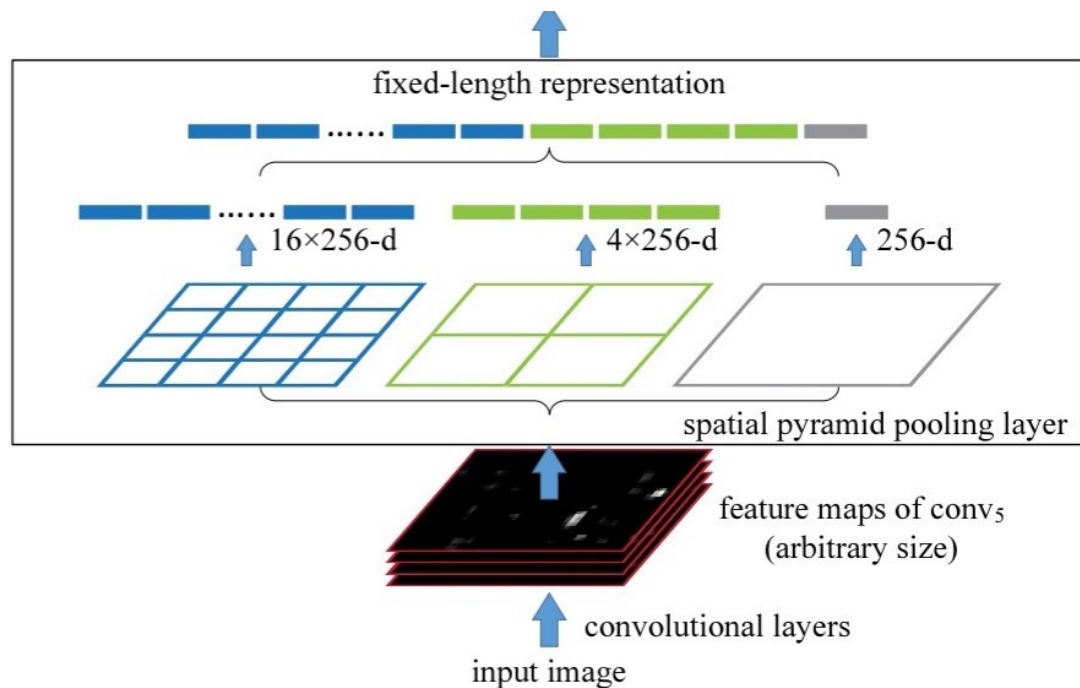 fixed-length representation
......
......
16×256-d
4×256-d
256-d
spatial pyramid pooling layer
feature maps of conv₅
(arbitrary size)
convolutional layers
input image